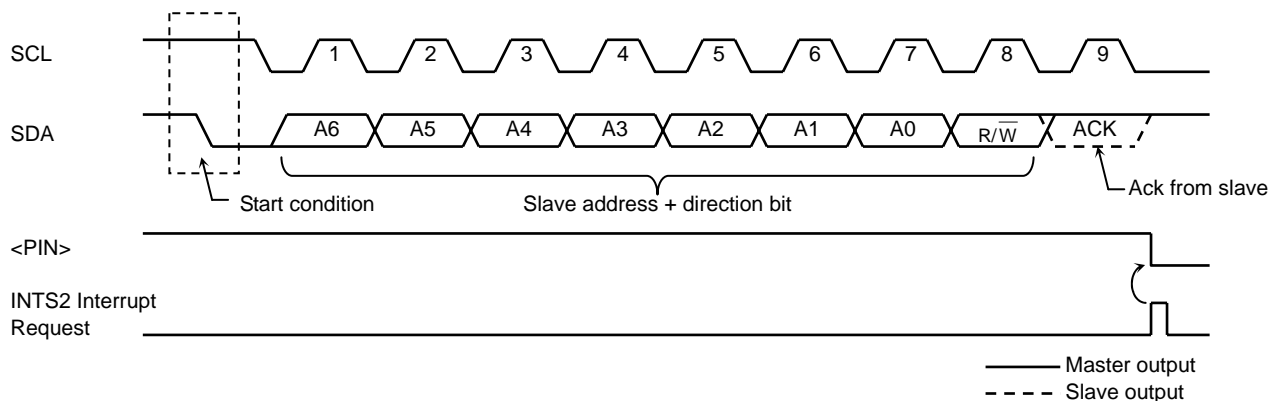 SCL
1 2 3 4 5 6 7 8 9
SDA
A6 A5 A4 A3 A2 A1 A0 R/W̅ ACK
Start condition
Slave address + direction bit
Ack from slave
<PIN>
INTS2 Interrupt
Request
Master output
Slave output